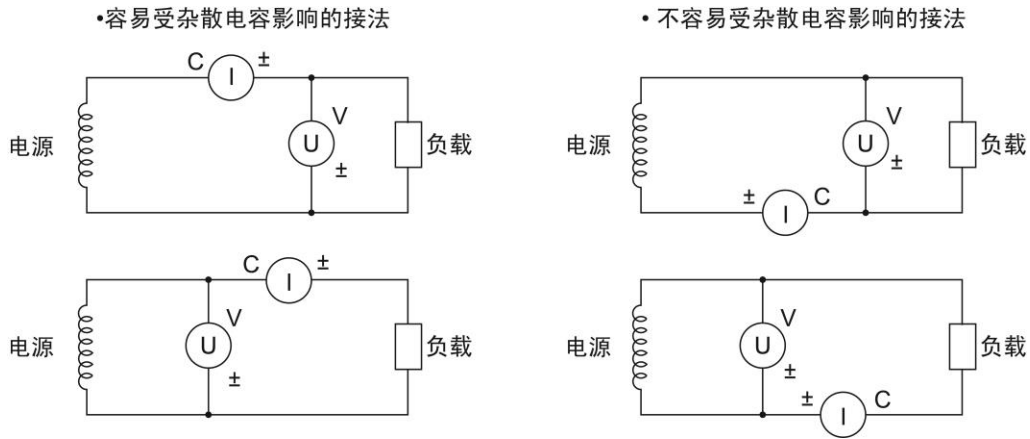 •容易受杂散电容影响的接法
C I ±
V
电源 U 负载
±
C I ±
V
电源 U 负载
±
• 不容易受杂散电容影响的接法
V
电源 U 负载
±
± I C
V
电源 U 负载
±
± I C